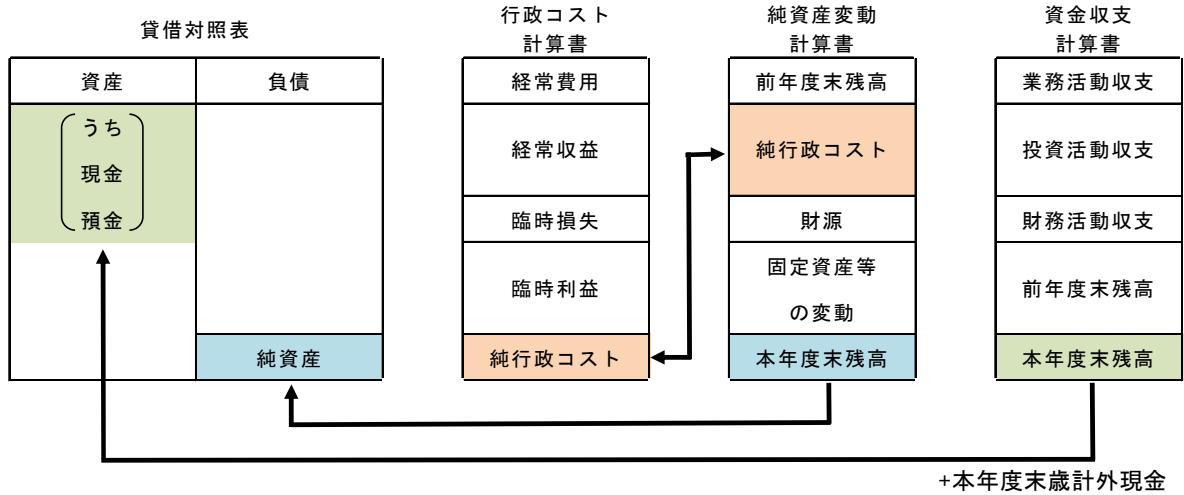 貸借対照表
資産
負債
うち
現金
預金
純資産
行政コスト
計算書
経常費用
経常収益
臨時損失
臨時利益
純行政コスト
純資産変動
計算書
前年度末残高
純行政コスト
財源
固定資産等
の変動
本年度末残高
資金収支
計算書
業務活動収支
投資活動収支
財務活動収支
前年度末残高
本年度末残高
+本年度末歳計外現金